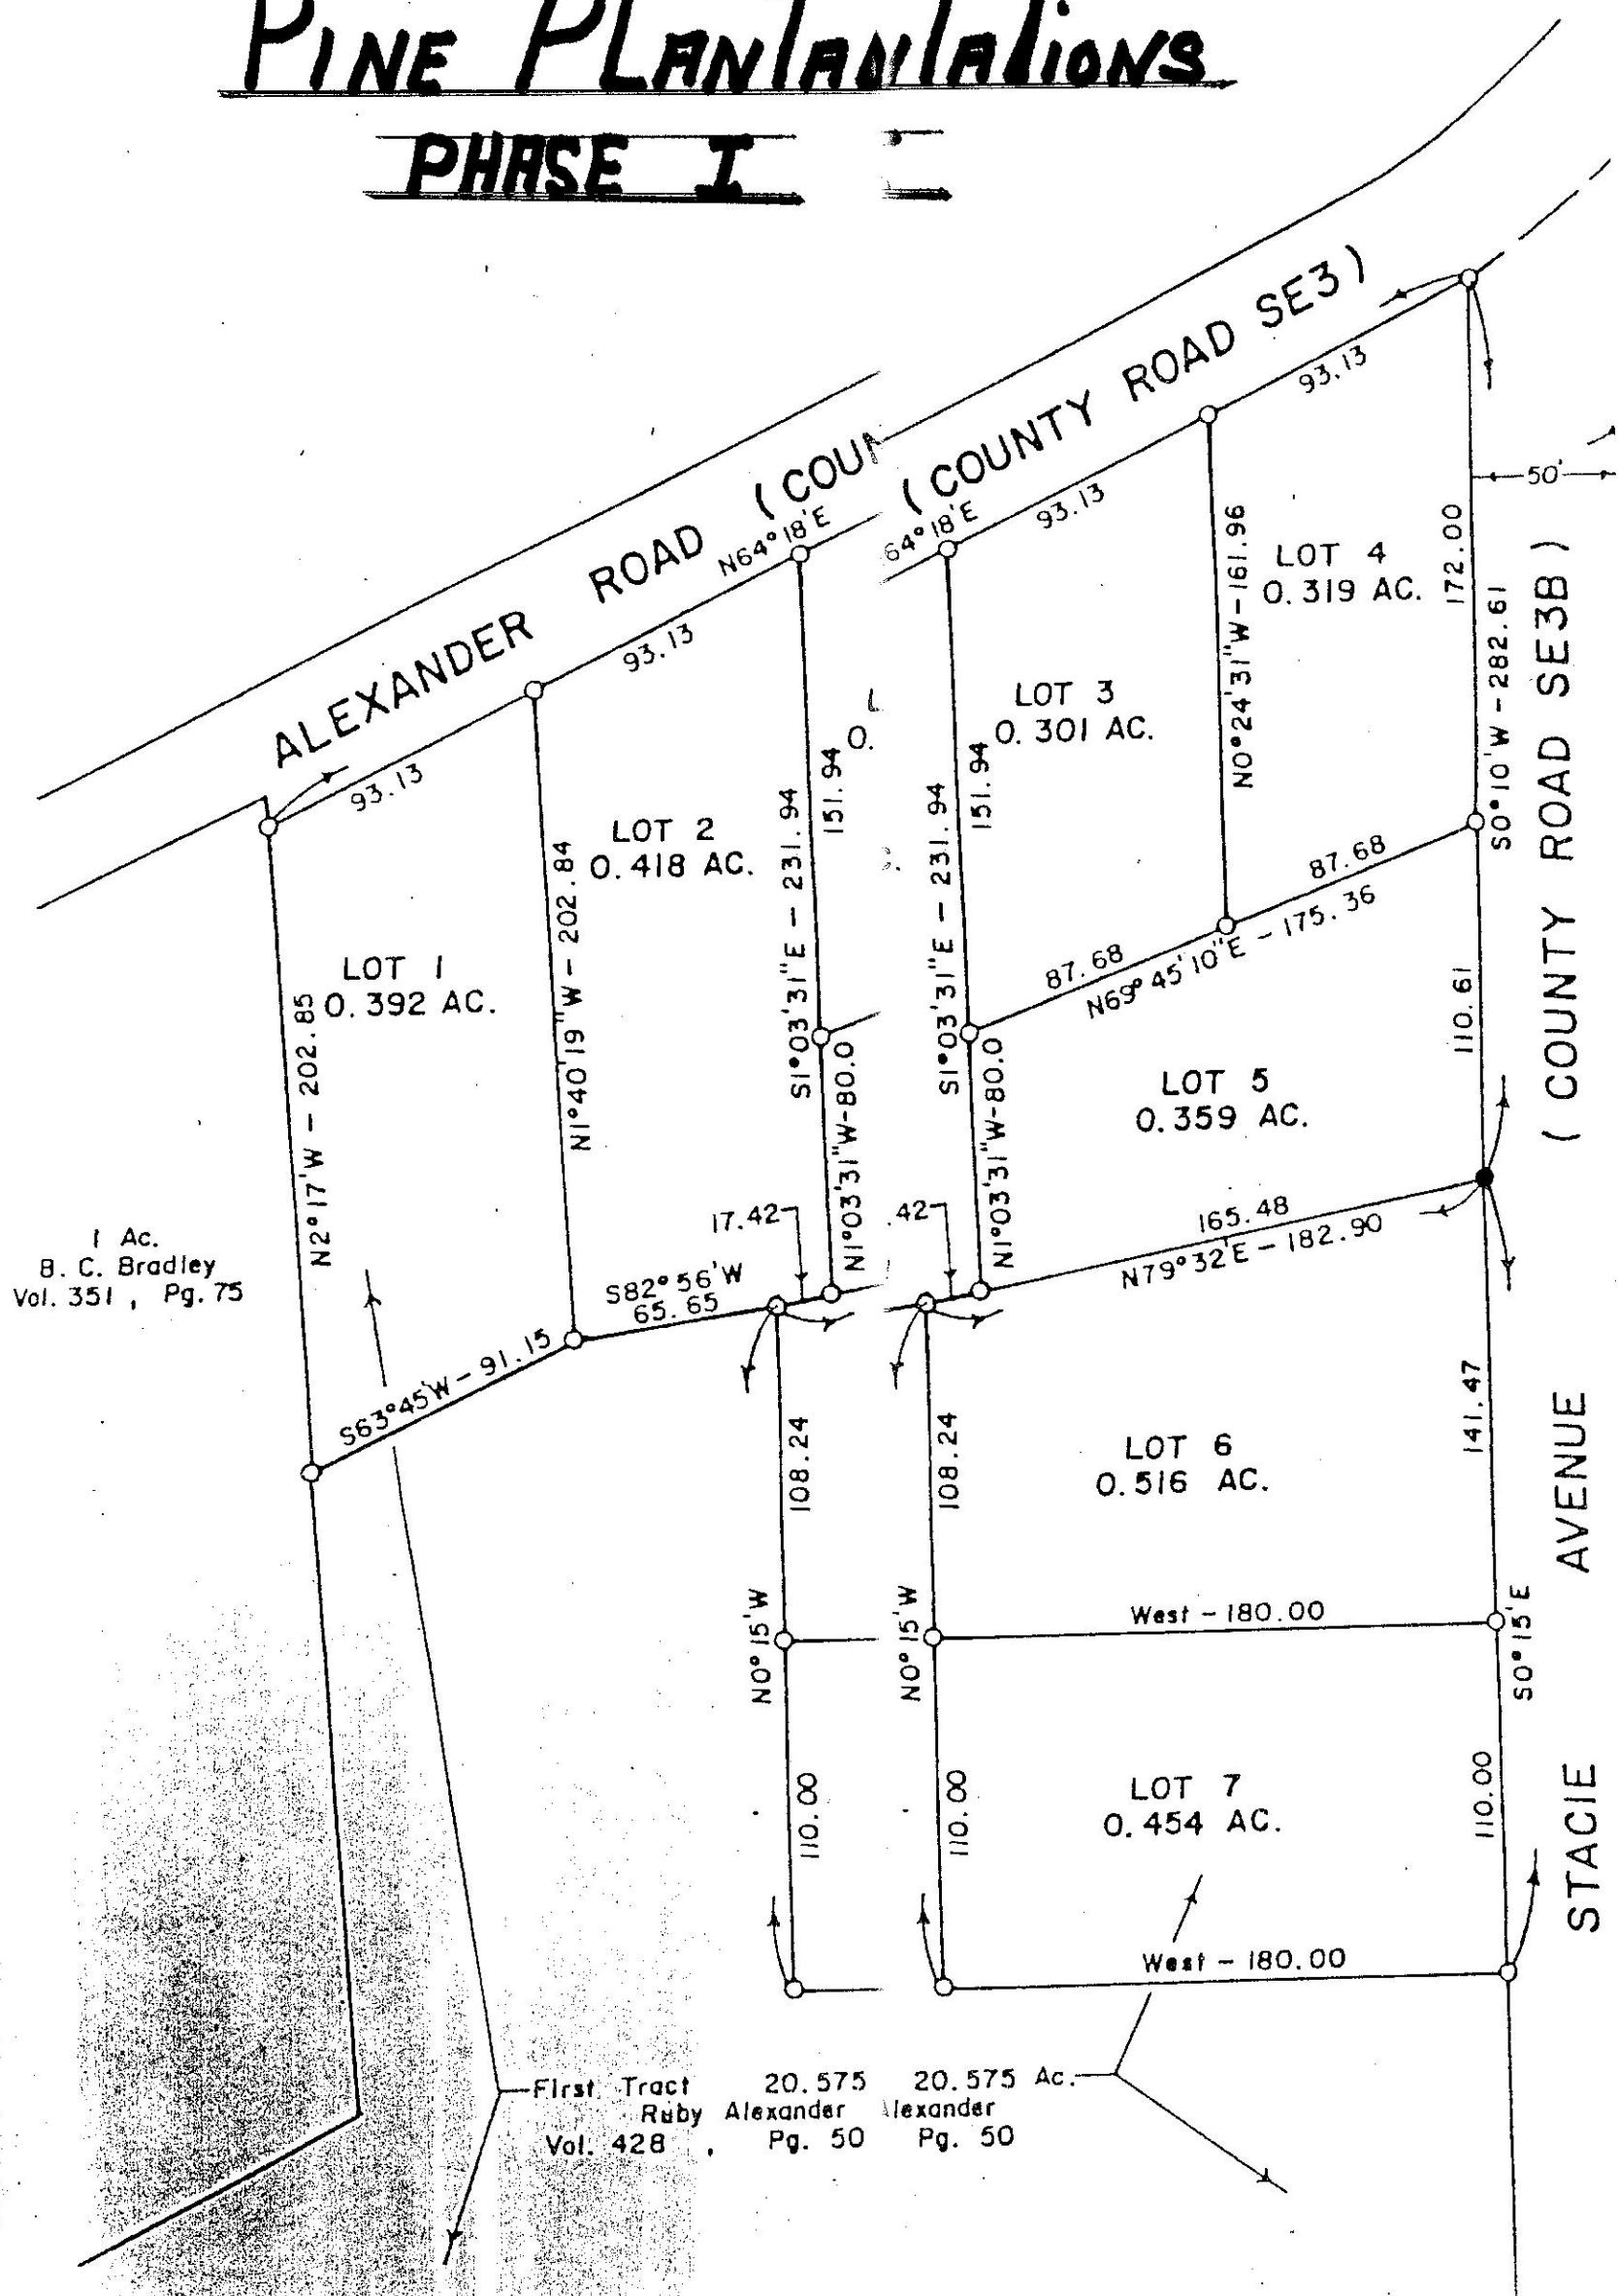 PINE PLANTANTATIONS
PHASE I
ALEXANDER ROAD (COUN
(COUNTY ROAD SE3)
N64°18'E
64°18'E
93.13
93.13
93.13
93.13
50'
LOT 1
0.392 AC.
LOT 2
0.418 AC.
L
0.
LOT 3
0.301 AC.
LOT 4
0.319 AC.
172.00
S0°10'W-282.61
(COUNTY ROAD SE3B)
N2°17'W-202.85
N1°40'19"W-202.84
S1°03'31"E-231.94
151.94
S1°03'31"E-231.94
151.94
N0°24'31"W-161.96
87.68
87.68
N69°45'10"E-175.36
110.61
N1°03'31"W-80.0
N1°03'31"W-80.0
LOT 5
0.359 AC.
1 Ac.
B. C. Bradley
Vol. 351, Pg. 75
17.42
.42
165.48
N79°32'E-182.90
S82°56'W
65.65
S63°45'W-91.15
108.24
108.24
LOT 6
0.516 AC.
141.47
N0°15'W
N0°15'W
West-180.00
S0°15'E
STACIE AVENUE
110.00
110.00
LOT 7
0.454 AC.
110.00
West-180.00
First Tract 20.575 20.575 Ac.
Ruby Alexander lexander
Vol. 428, Pg. 50 Pg. 50